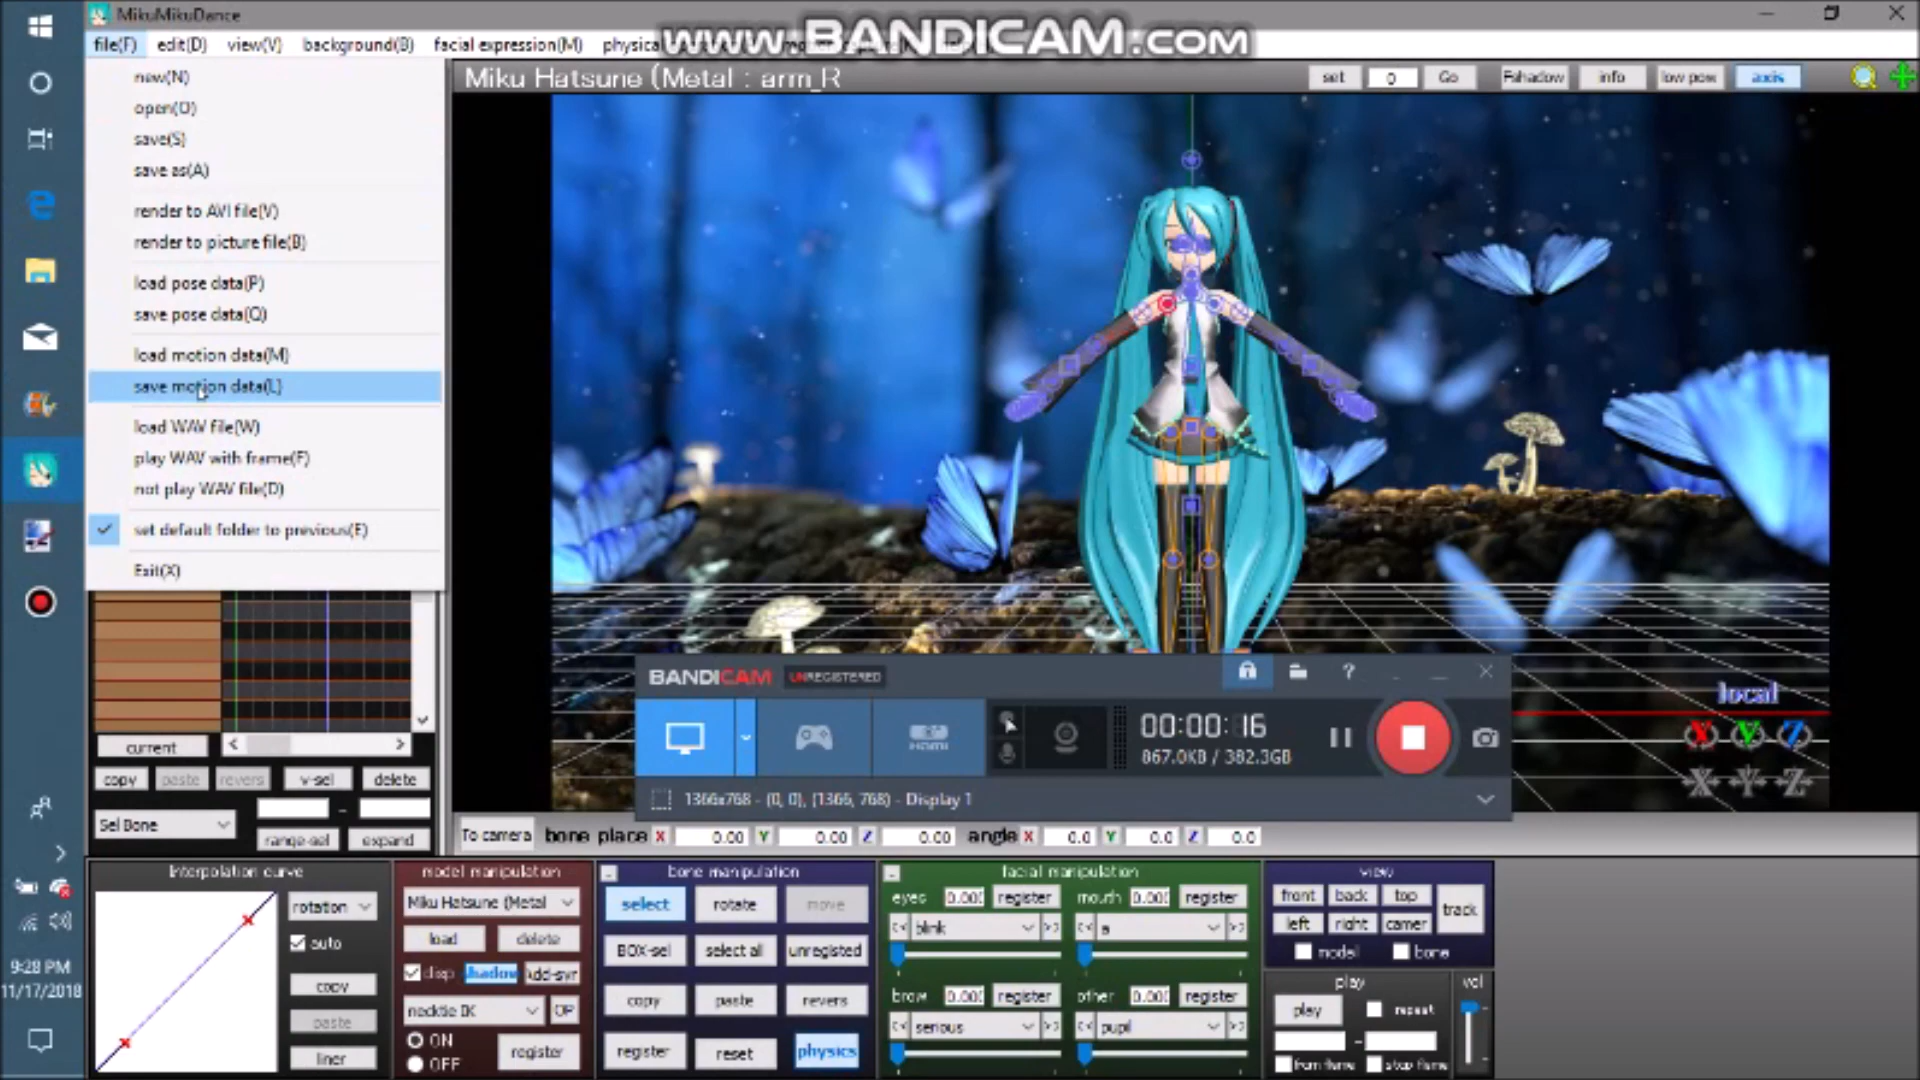 MikuMikuDance
www.BANDICAM.com
file(F) edit(D) view(V) background(B) facial expression(M)
Miku Hatsune (Metal : arm_R
set 0 Go Fshadow info low pow axis
new(N)
open(O)
save(S)
save as(A)
render to AVI file(V)
render to picture file(B)
load pose data(P)
save pose data(Q)
load motion data(M)
save motion data(L)
load WAV file(W)
play WAV with frame(F)
not play WAV file(D)
set default folder to previous(E)
Exit(X)
local
X Y Z
X Y Z
BANDICAM UNREGISTERED
?
HDMI
00:00:16
867.0KB / 382.3GB
1366x768 - (0, 0), (1366, 768) - Display 1
current
copy paste revers v-sel delete
Sel Bone
-
range-sel expand
To camera bone place X 0.00 Y 0.00 Z 0.00 angle X 0.0 Y 0.0 Z 0.0
Interpolation curve
rotation
auto
copy
paste
liner
model manipulation
Miku Hatsune (Metal
load delete
disp shadow Add-syn
necktie IK OP
ON
OFF
register
bone manipulation
select rotate move
BOX-sel select all unregisted
copy paste revers
register reset physics
facial manipulation
eyes 0.000 register mouth 0.000 register
<< blink >> << a >>
brow 0.000 register other 0.000 register
<< serious >> << pupil >>
view
front back top
left right camer track
model bone
play vol
play repeat
-
from flame stop flame
9:28 PM
11/17/2018